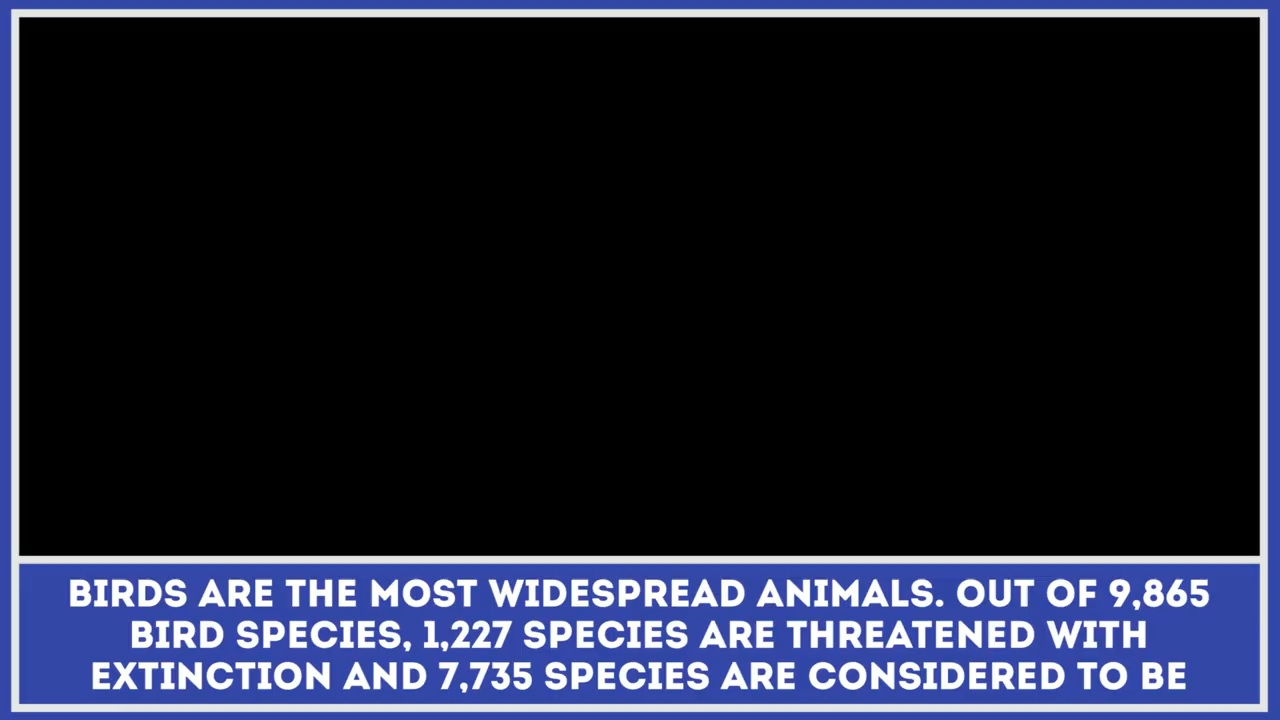 BIRDS ARE THE MOST WIDESPREAD ANIMALS. OUT OF 9,865
BIRD SPECIES, 1,227 SPECIES ARE THREATENED WITH
EXTINCTION AND 7,735 SPECIES ARE CONSIDERED TO BE